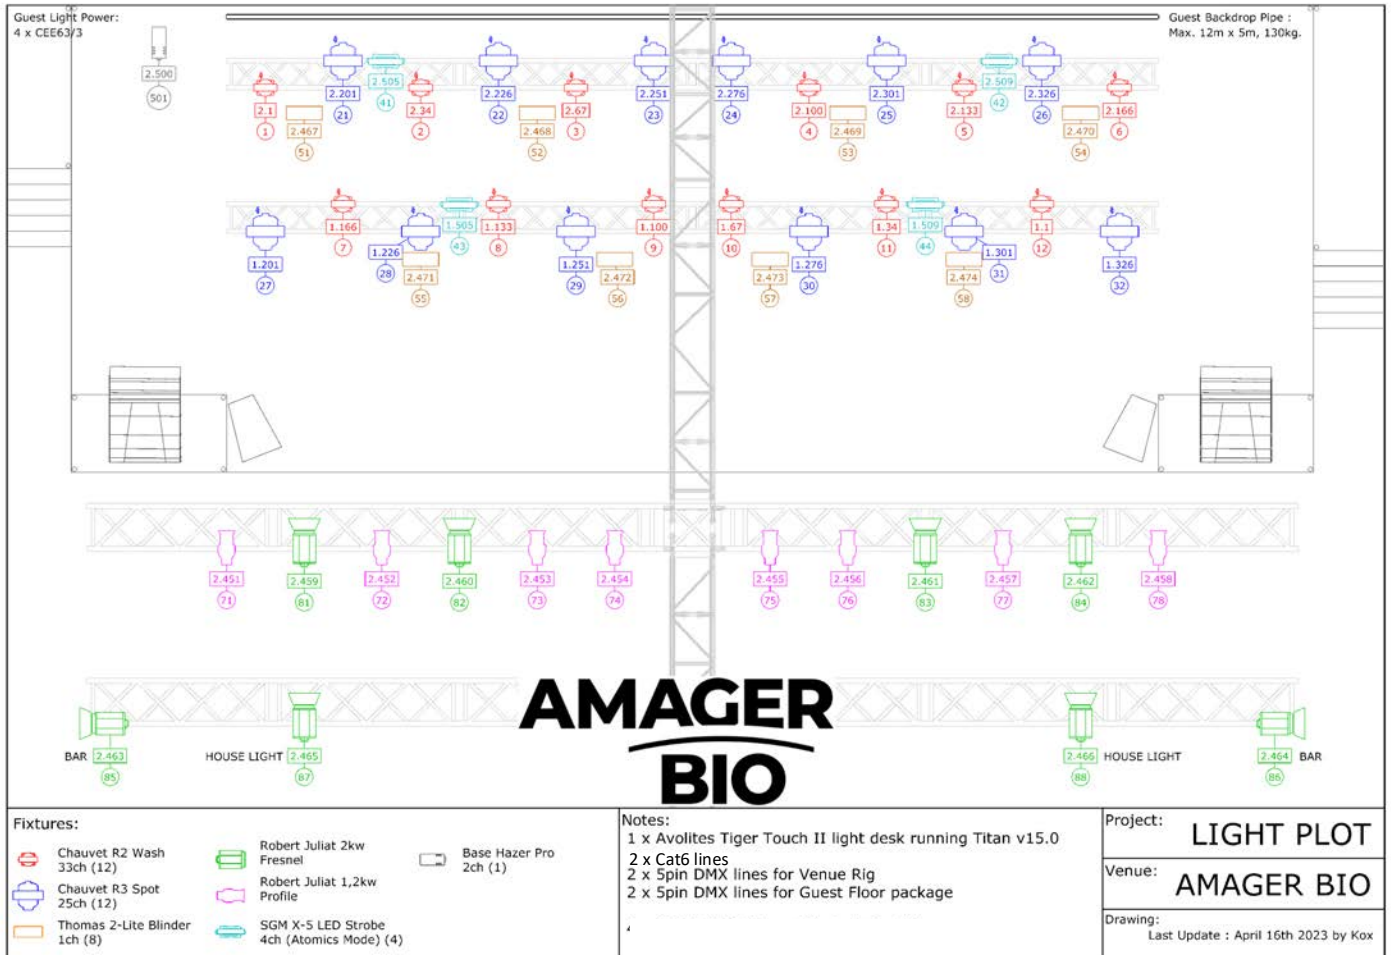 Guest Light Power:
4 x CEE63/3
Guest Backdrop Pipe :
Max. 12m x 5m, 130kg.
2.500
501
2.1
1
2.201
21
2.505
41
2.34
2
2.226
22
2.67
3
2.251
23
2.276
24
2.100
4
2.301
25
2.133
5
2.509
42
2.326
26
2.166
6
2.467
51
2.468
52
2.469
53
2.470
54
1.201
27
1.166
7
1.226
28
1.505
43
1.133
8
1.251
29
1.100
9
1.67
10
1.276
30
1.34
11
1.509
44
1.301
31
1.1
12
1.326
32
2.471
55
2.472
56
2.473
57
2.474
58
2.451
71
2.459
81
2.452
72
2.460
82
2.453
73
2.454
74
2.455
75
2.456
76
2.461
83
2.457
77
2.462
84
2.458
78
AMAGER
BIO
BAR 2.463
85
HOUSE LIGHT 2.465
87
2.466 HOUSE LIGHT
88
2.464 BAR
86
Fixtures:
Chauvet R2 Wash
33ch (12)
Chauvet R3 Spot
25ch (12)
Thomas 2-Lite Blinder
1ch (8)
Robert Juliat 2kw
Fresnel
Robert Juliat 1,2kw
Profile
SGM X-5 LED Strobe
4ch (Atomics Mode) (4)
Base Hazer Pro
2ch (1)
Notes:
1 x Avolites Tiger Touch II light desk running Titan v15.0
2 x Cat6 lines
2 x 5pin DMX lines for Venue Rig
2 x 5pin DMX lines for Guest Floor package
Project:
LIGHT PLOT
Venue:
AMAGER BIO
Drawing:
Last Update : April 16th 2023 by Kox